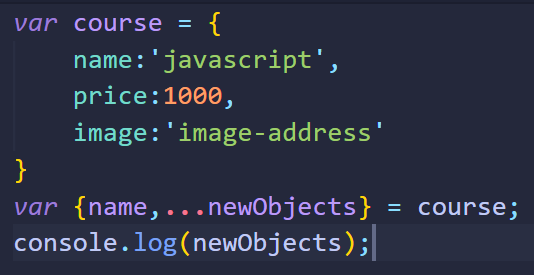 var course = {
    name:'javascript',
    price:1000,
    image:'image-address'
}
var {name,...newObjects} = course;
console.log(newObjects);